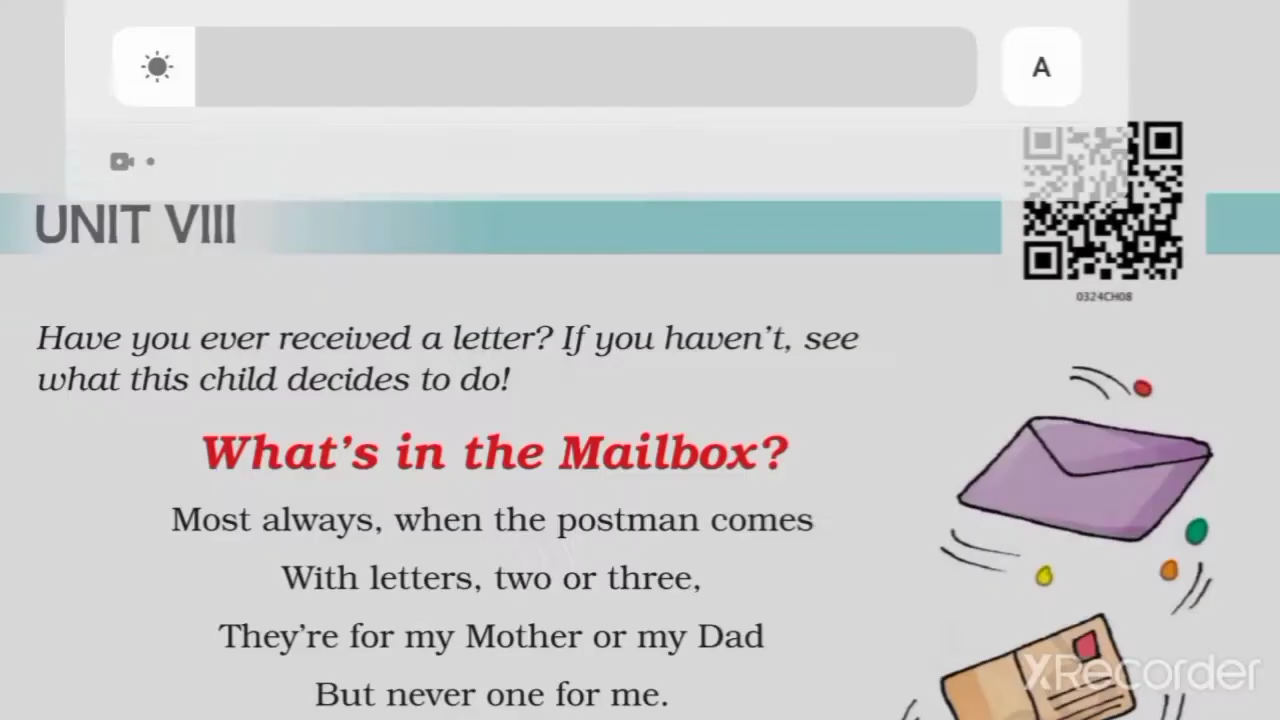 A
UNIT VIII
0324CH08
Have you ever received a letter? If you haven't, see
what this child decides to do!
What's in the Mailbox?
Most always, when the postman comes
With letters, two or three,
They're for my Mother or my Dad
But never one for me.
XRecorder